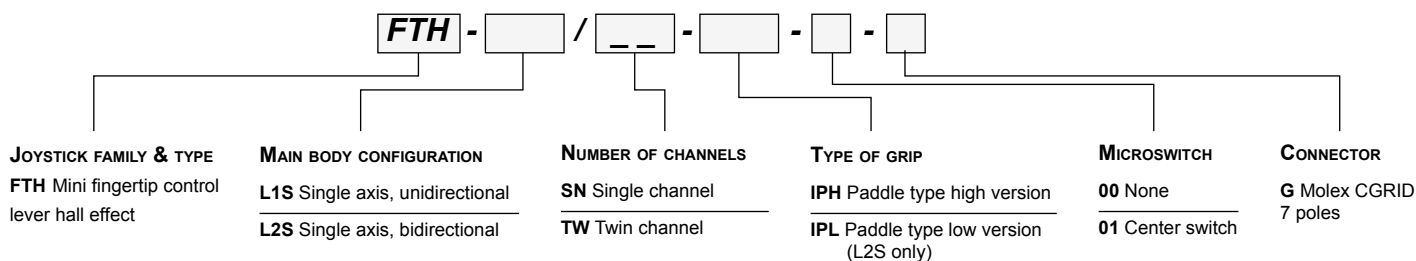 FTH - / _ _ - - -
JOYSTICK FAMILY & TYPE
FTH Mini fingertip control
lever hall effect
MAIN BODY CONFIGURATION
L1S Single axis, unidirectional
L2S Single axis, bidirectional
NUMBER OF CHANNELS
SN Single channel
TW Twin channel
TYPE OF GRIP
IPH Paddle type high version
IPL Paddle type low version
(L2S only)
MICROSWITCH
00 None
01 Center switch
CONNECTOR
G Molex CGRID
7 poles